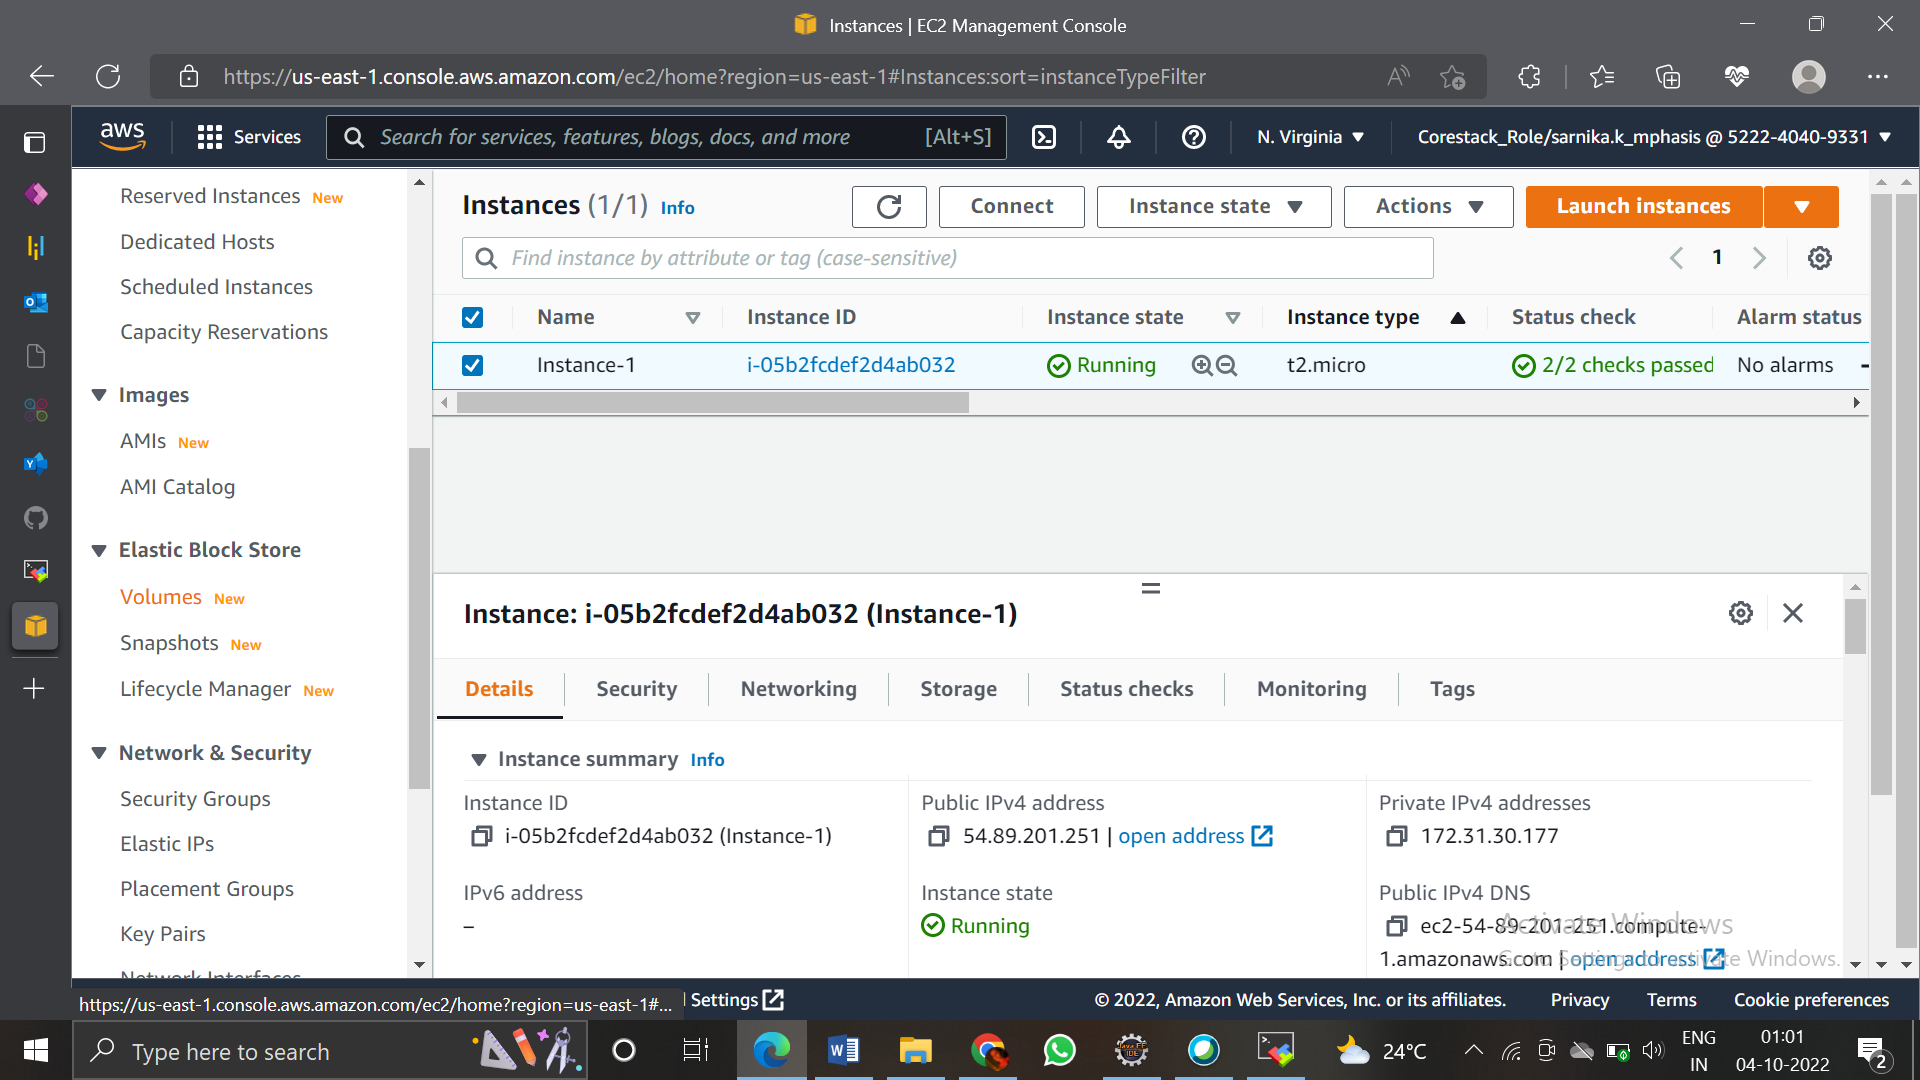 Instances | EC2 Management Console
https://us-east-1.console.aws.amazon.com/ec2/home?region=us-east-1#Instances:sort=instanceTypeFilter
aws
Services
Search for services, features, blogs, docs, and more [Alt+S]
N. Virginia
Corestack_Role/sarnika.k_mphasis @ 5222-4040-9331
Reserved Instances New
Dedicated Hosts
Scheduled Instances
Capacity Reservations
Images
AMIs New
AMI Catalog
Elastic Block Store
Volumes New
Snapshots New
Lifecycle Manager New
Network & Security
Security Groups
Elastic IPs
Placement Groups
Key Pairs
Network Interfaces
Instances (1/1) Info
Connect
Instance state
Actions
Launch instances
Find instance by attribute or tag (case-sensitive)
1
Name Instance ID Instance state Instance type Status check Alarm status
Instance-1 i-05b2fcdef2d4ab032 Running t2.micro 2/2 checks passed No alarms
Instance: i-05b2fcdef2d4ab032 (Instance-1)
Details Security Networking Storage Status checks Monitoring Tags
Instance summary Info
Instance ID
i-05b2fcdef2d4ab032 (Instance-1)
Public IPv4 address
54.89.201.251 | open address
Private IPv4 addresses
172.31.30.177
IPv6 address
–
Instance state
Running
Public IPv4 DNS
ec2-54-89-201-251.compute-
1.amazonaws.com | open address
Activate Windows
Go to Settings to activate Windows.
https://us-east-1.console.aws.amazon.com/ec2/home?region=us-east-1#...
Settings
© 2022, Amazon Web Services, Inc. or its affiliates. Privacy Terms Cookie preferences
Type here to search
24°C
ENG
IN
01:01
04-10-2022
2